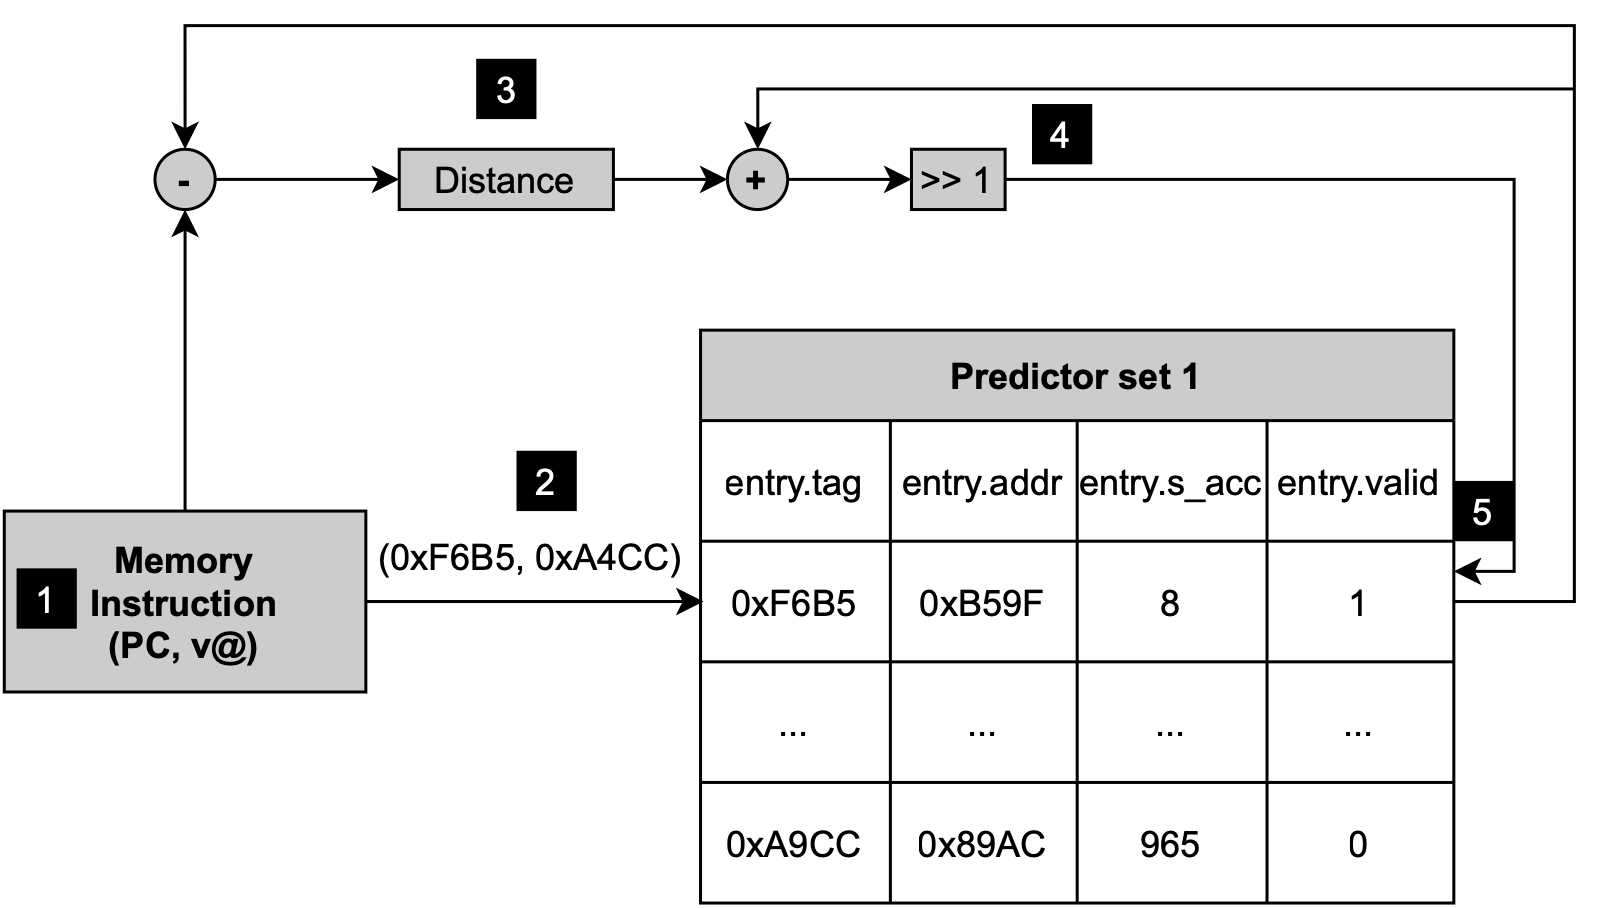 3
4
-
Distance
+
>> 1
Predictor set 1
2
entry.tag entry.addr entry.s_acc entry.valid
5
(0xF6B5, 0xA4CC)
1
Memory
Instruction
(PC, v@)
0xF6B5 0xB59F 8 1
... ... ... ...
0xA9CC 0x89AC 965 0